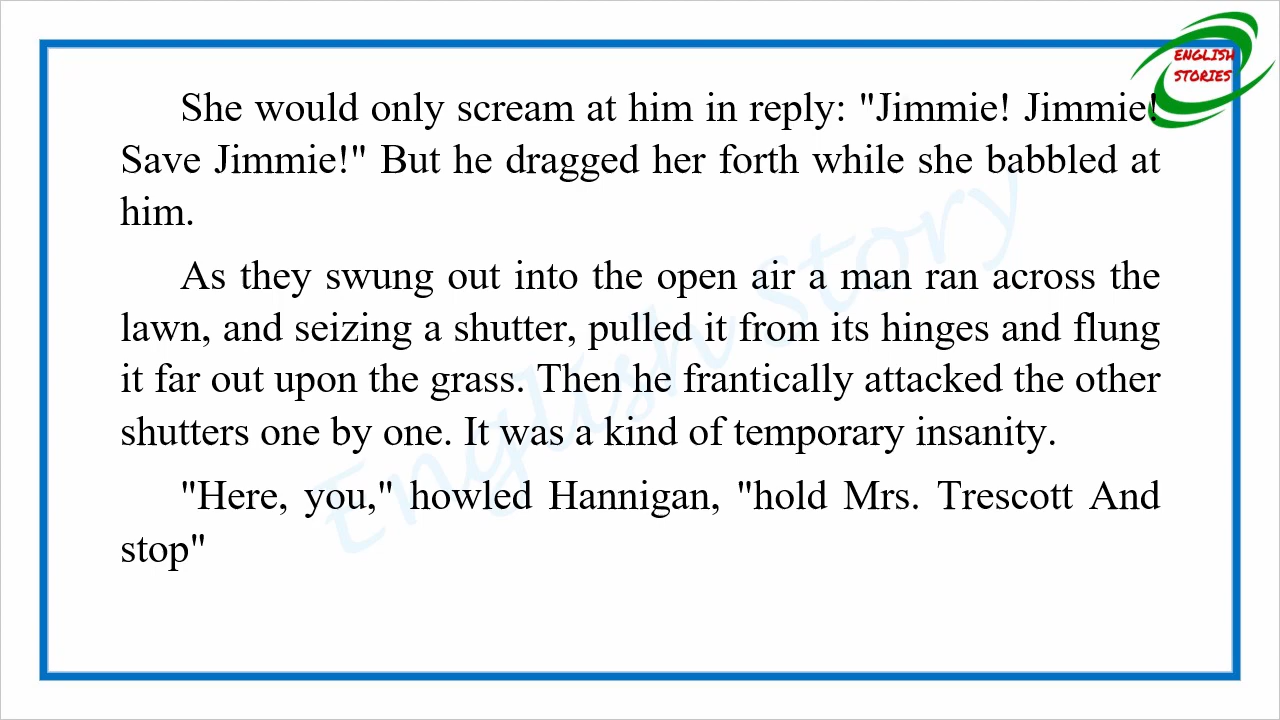 ENGLISH
STORIES
She would only scream at him in reply: "Jimmie! Jimmie!
Save Jimmie!" But he dragged her forth while she babbled at
him.
As they swung out into the open air a man ran across the
lawn, and seizing a shutter, pulled it from its hinges and flung
it far out upon the grass. Then he frantically attacked the other
shutters one by one. It was a kind of temporary insanity.
"Here, you," howled Hannigan, "hold Mrs. Trescott And
stop"
English Story